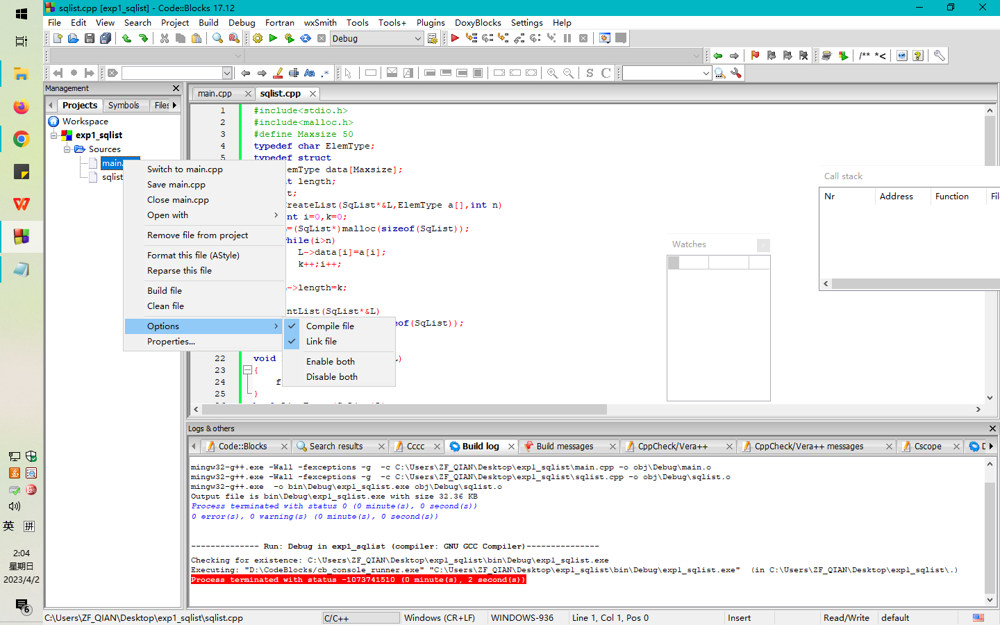 sqlist.cpp [exp1_sqlist] - Code::Blocks 17.12
File Edit View Search Project Build Debug Fortran wxSmith Tools Tools+ Plugins DoxyBlocks Settings Help
Debug
/** *<
Aa .*
S C
Management
Projects Symbols Files
Workspace
exp1_sqlist
Sources
main.
sqlist
Switch to main.cpp
Save main.cpp
Close main.cpp
Open with
Remove file from project
Format this file (AStyle)
Reparse this file
Build file
Clean file
Options
Properties...
Compile file
Link file
Enable both
Disable both
main.cpp sqlist.cpp
1 #include<stdio.h>
2 #include<malloc.h>
3 #define Maxsize 50
4 typedef char ElemType;
5 typedef struct
emType data[Maxsize];
t length;
t;
reateList(SqList*&L,ElemType a[],int n)
nt i=0,k=0;
=(SqList*)malloc(sizeof(SqList));
hile(i>n)
L->data[i]=a[i];
k++;i++;
->length=k;
ntList(SqList*&L)
eof(SqList));
22 void L)
23 {
24 f
25 }
Watches
Call stack
Nr Address Function Fil
Logs & others
Code::Blocks Search results Cccc Build log Build messages CppCheck/Vera++ CppCheck/Vera++ messages Cscope D
mingw32-g++.exe -Wall -fexceptions -g  -c C:\Users\ZF_QIAN\Desktop\exp1_sqlist\main.cpp -o obj\Debug\main.o
mingw32-g++.exe -Wall -fexceptions -g  -c C:\Users\ZF_QIAN\Desktop\exp1_sqlist\sqlist.cpp -o obj\Debug\sqlist.o
mingw32-g++.exe  -o bin\Debug\exp1_sqlist.exe obj\Debug\sqlist.o
Output file is bin\Debug\exp1_sqlist.exe with size 32.36 KB
Process terminated with status 0 (0 minute(s), 0 second(s))
0 error(s), 0 warning(s) (0 minute(s), 0 second(s))
-------------- Run: Debug in exp1_sqlist (compiler: GNU GCC Compiler)---------------
Checking for existence: C:\Users\ZF_QIAN\Desktop\exp1_sqlist\bin\Debug\exp1_sqlist.exe
Executing: "D:\CodeBlocks/cb_console_runner.exe" "C:\Users\ZF_QIAN\Desktop\exp1_sqlist\bin\Debug\exp1_sqlist.exe"  (in C:\Users\ZF_QIAN\Desktop\exp1_sqlist\.)
Process terminated with status -1073741510 (0 minute(s), 2 second(s))
C:\Users\ZF_QIAN\Desktop\exp1_sqlist\sqlist.cpp C/C++ Windows (CR+LF) WINDOWS-936 Line 1, Col 1, Pos 0 Insert Read/Write default
英 拼
2:04
星期日
2023/4/2
6